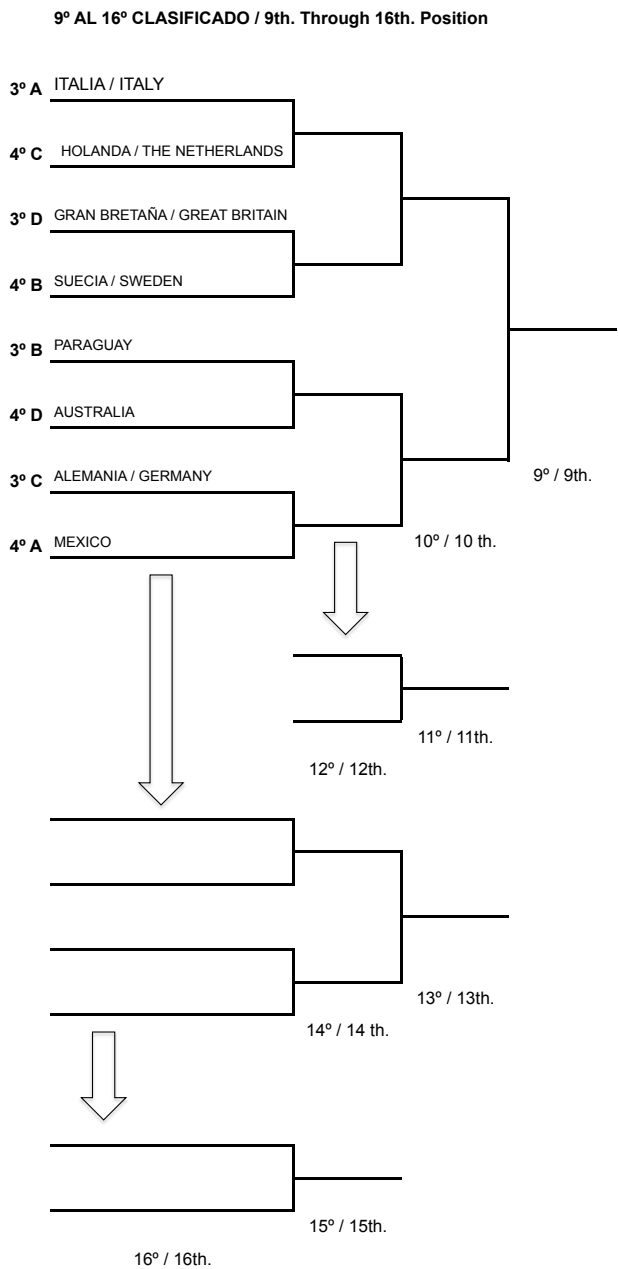 9º AL 16º CLASIFICADO / 9th. Through 16th. Position
3º A ITALIA / ITALY
4º C HOLANDA / THE NETHERLANDS
3º D GRAN BRETAÑA / GREAT BRITAIN
4º B SUECIA / SWEDEN
3º B PARAGUAY
4º D AUSTRALIA
3º C ALEMANIA / GERMANY
9º / 9th.
4º A MEXICO
10º / 10 th.
11º / 11th.
12º / 12th.
13º / 13th.
14º / 14 th.
15º / 15th.
16º / 16th.